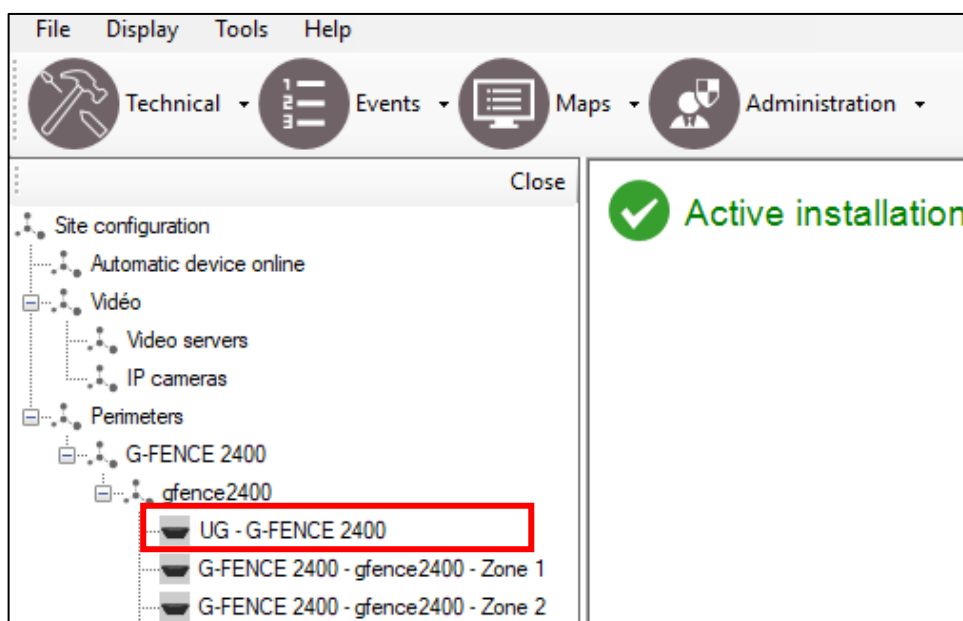 File Display Tools Help
Technical Events Maps Administration
Close
Active installation
Site configuration
Automatic device online
Vidéo
Video servers
IP cameras
Perimeters
G-FENCE 2400
gfence2400
UG - G-FENCE 2400
G-FENCE 2400 - gfence2400 - Zone 1
G-FENCE 2400 - gfence2400 - Zone 2